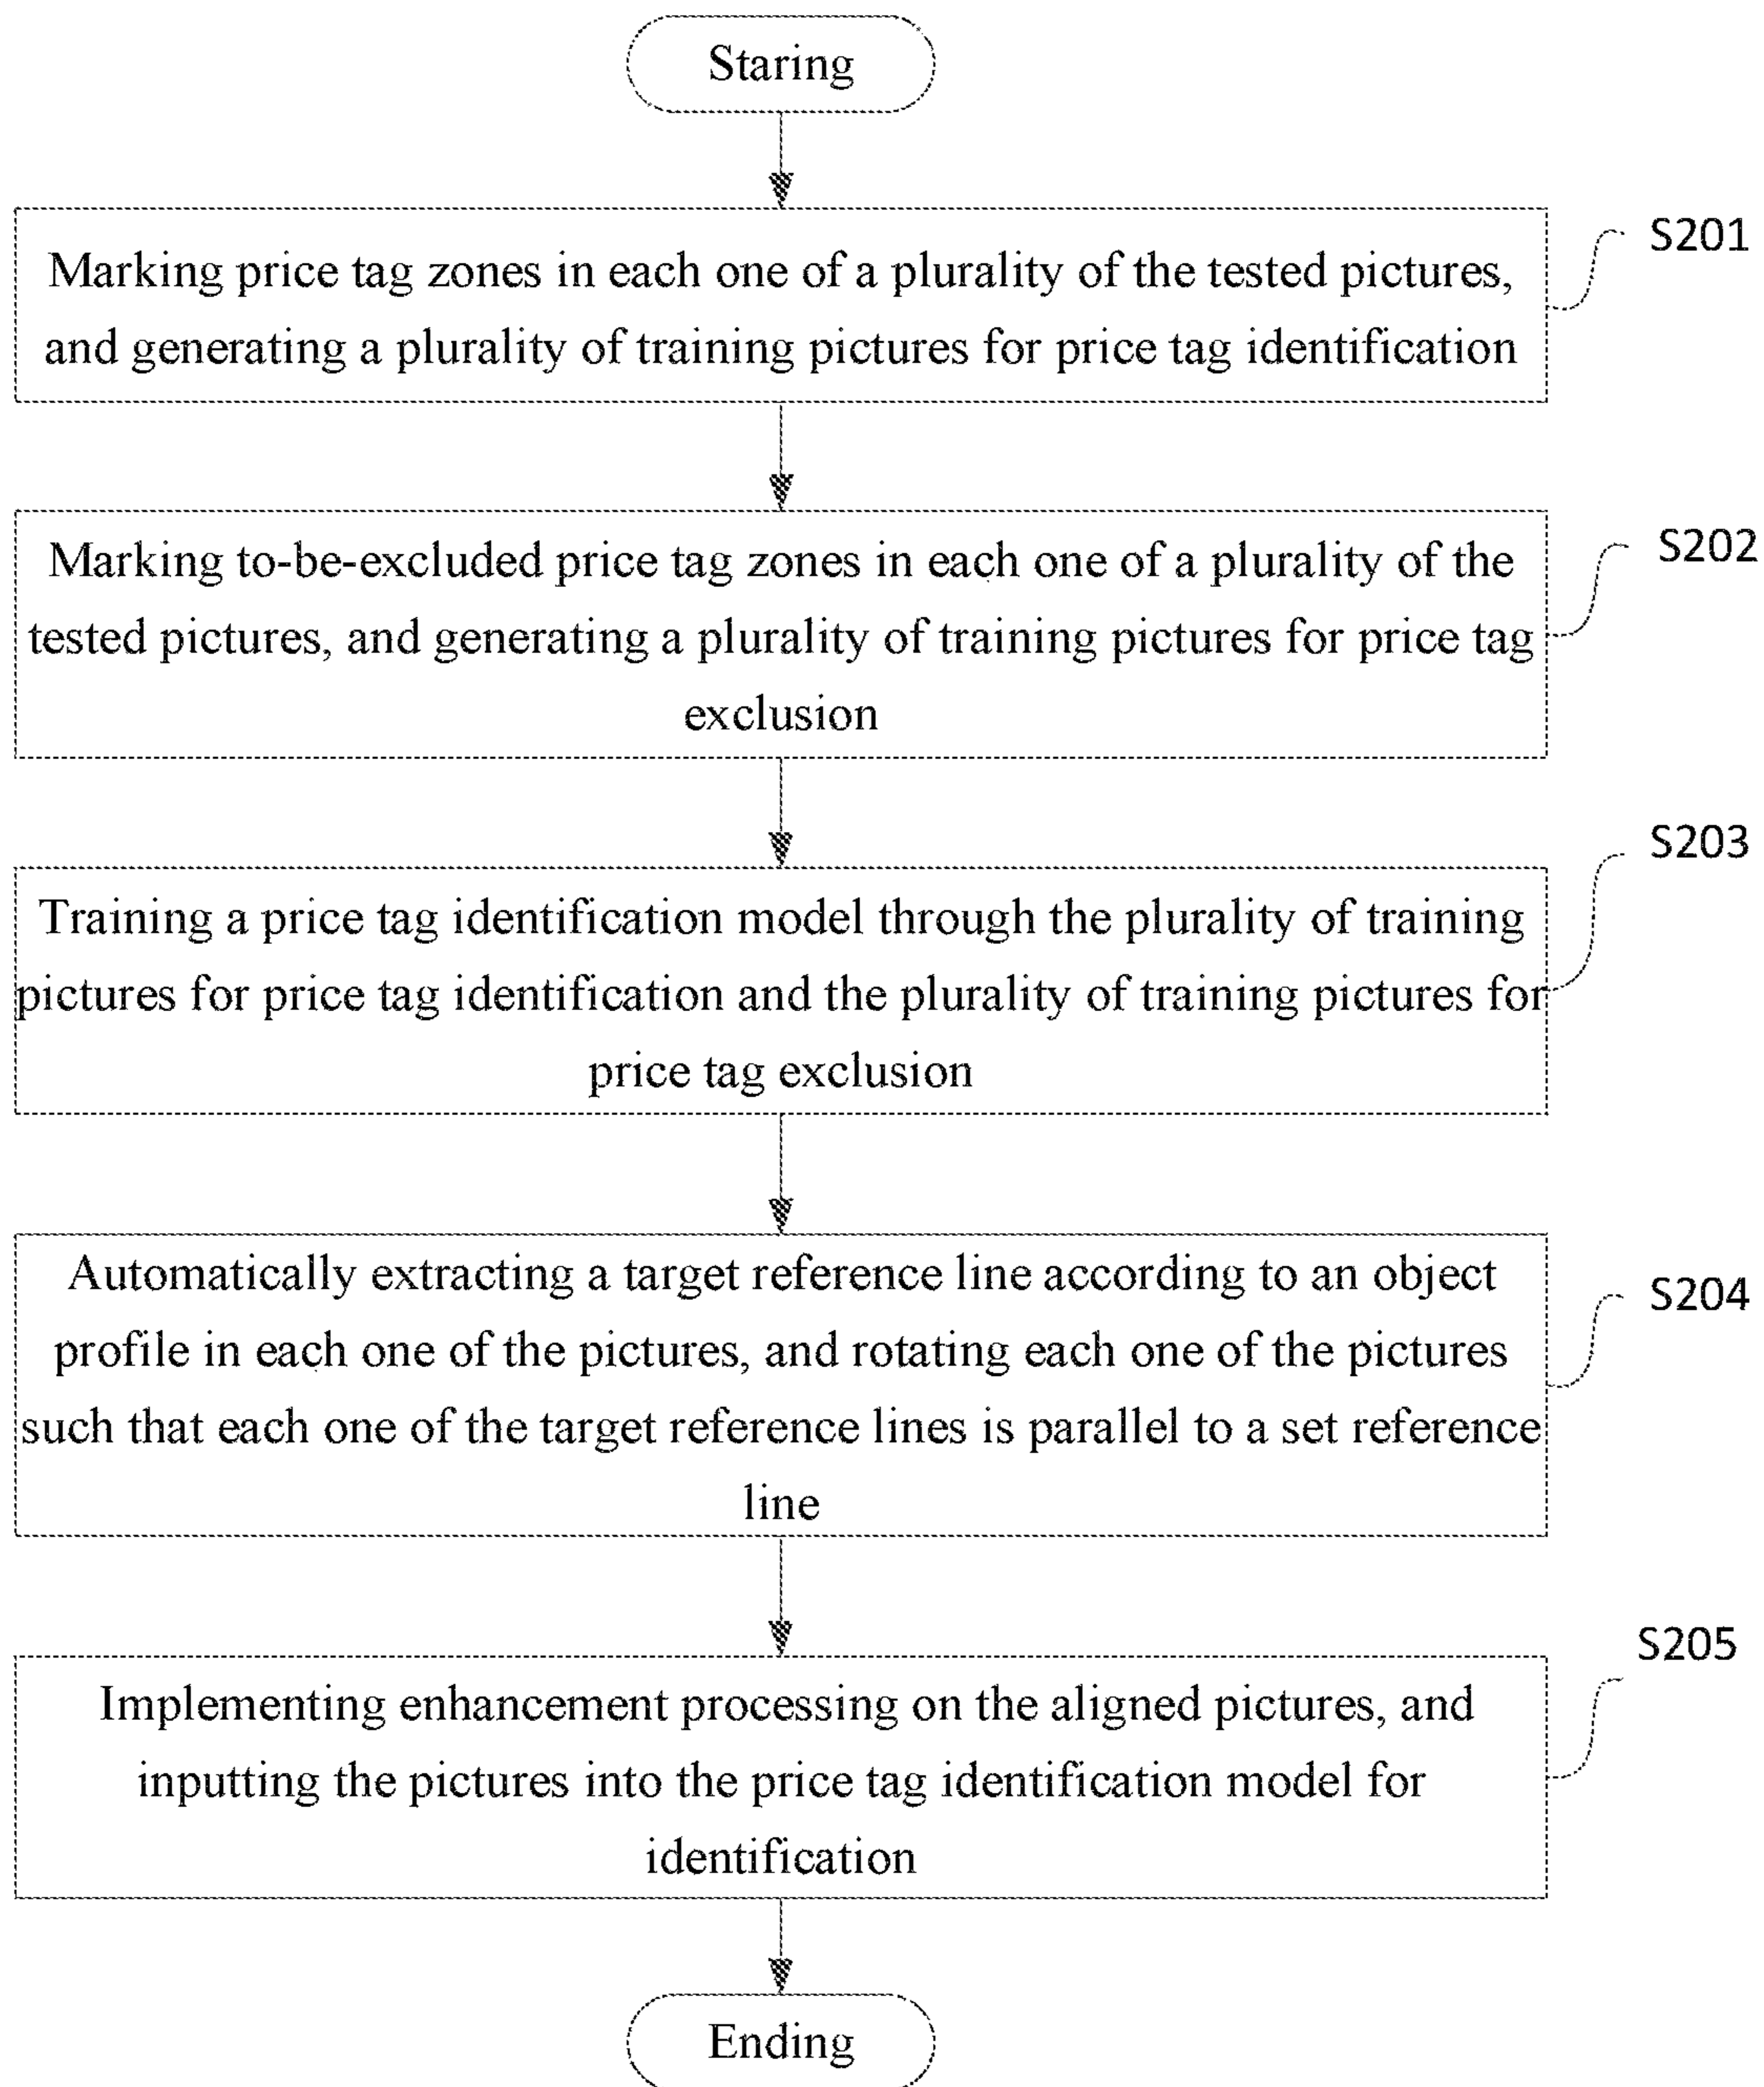 Staring
Marking price tag zones in each one of a plurality of the tested pictures,
and generating a plurality of training pictures for price tag identification
S201
Marking to-be-excluded price tag zones in each one of a plurality of the
tested pictures, and generating a plurality of training pictures for price tag
exclusion
S202
Training a price tag identification model through the plurality of training
pictures for price tag identification and the plurality of training pictures for
price tag exclusion
S203
Automatically extracting a target reference line according to an object
profile in each one of the pictures, and rotating each one of the pictures
such that each one of the target reference lines is parallel to a set reference
line
S204
Implementing enhancement processing on the aligned pictures, and
inputting the pictures into the price tag identification model for
identification
S205
Ending